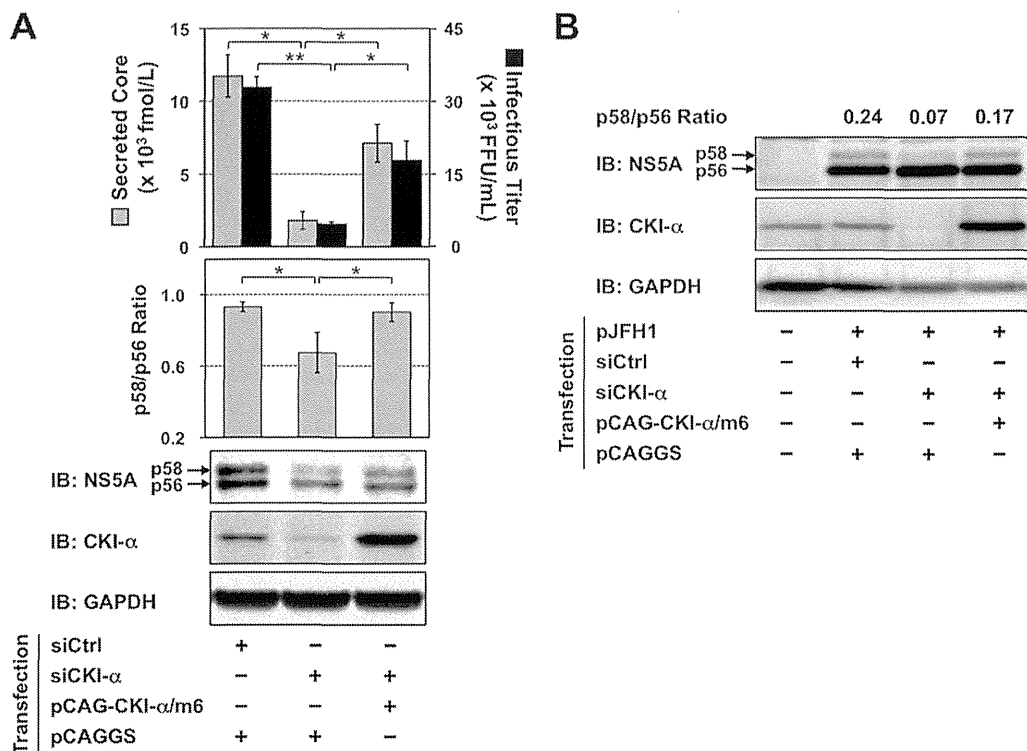 A
Secreted Core
(x 10³ fmol/L)
15
10
5
0
*
*
**
*
45
30
15
0
Infectious Titer
(x 10³ FFU/mL)
p58/p56 Ratio
1.0
0.6
0.2
*
*
IB: NS5A
p58
p56
IB: CKI-α
IB: GAPDH
Transfection
siCtrl + – –
siCKI-α – + +
pCAG-CKI-α/m6 – – +
pCAGGS + + –
B
p58/p56 Ratio 0.24 0.07 0.17
IB: NS5A
p58
p56
IB: CKI-α
IB: GAPDH
Transfection
pJFH1 – + + +
siCtrl – + – –
siCKI-α – – + +
pCAG-CKI-α/m6 – – – +
pCAGGS – + + –